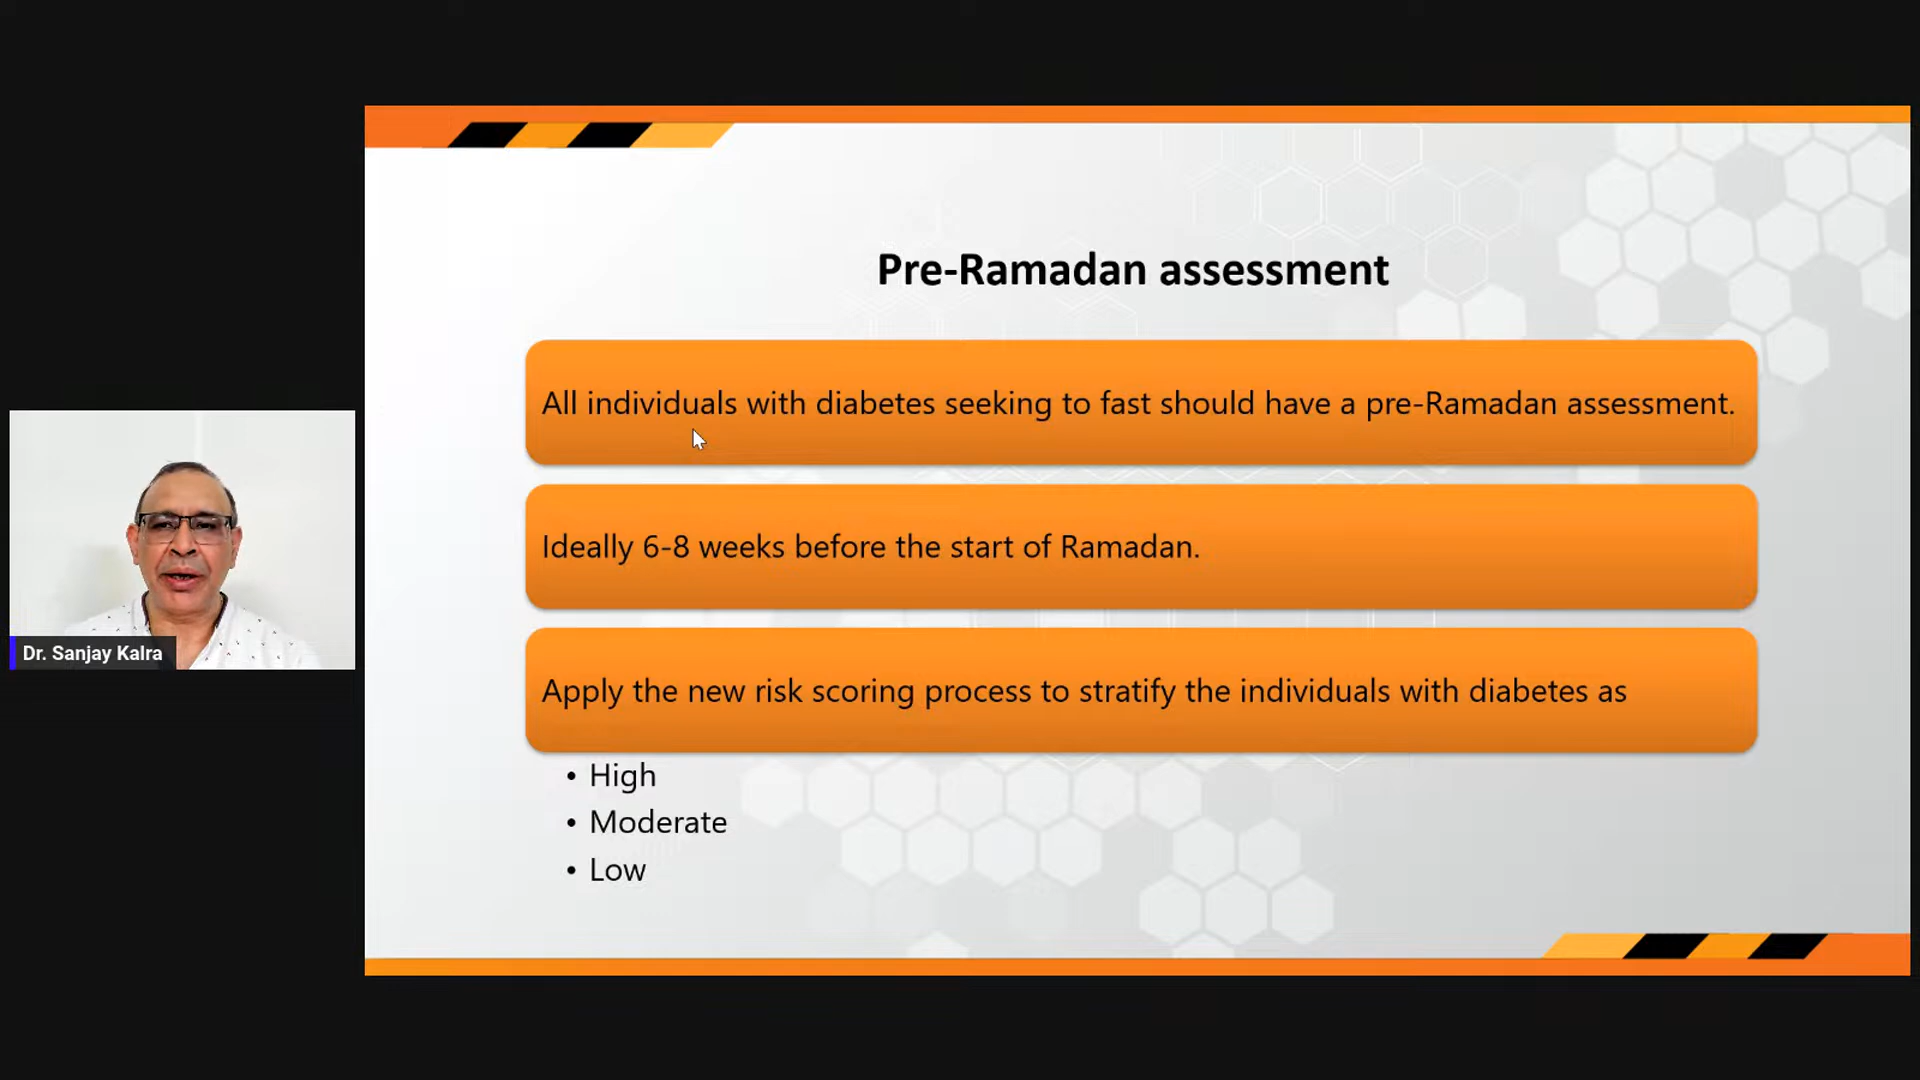 Pre-Ramadan assessment
All individuals with diabetes seeking to fast should have a pre-Ramadan assessment.
Ideally 6-8 weeks before the start of Ramadan.
Apply the new risk scoring process to stratify the individuals with diabetes as
• High
• Moderate
• Low
Dr. Sanjay Kalra